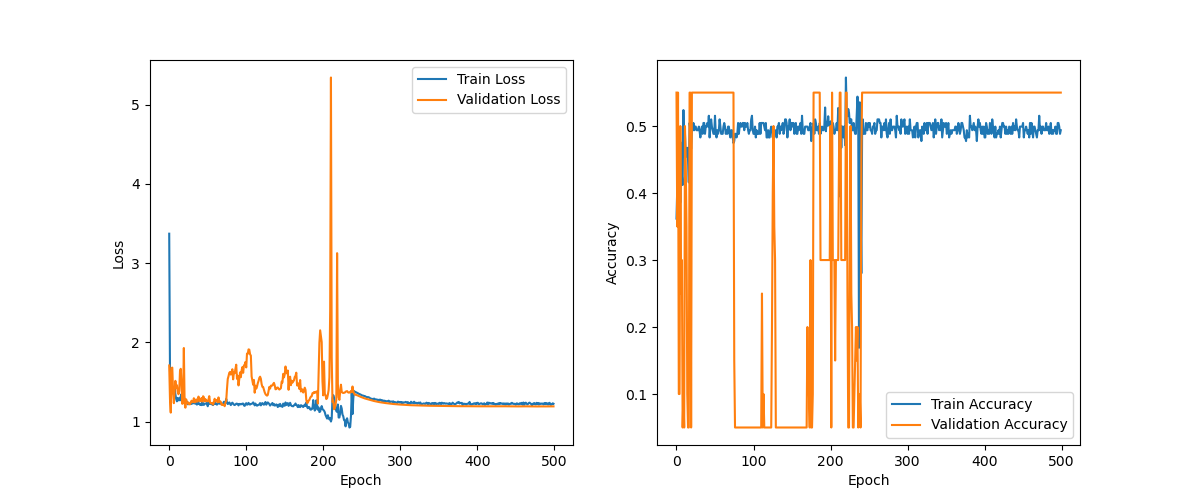 Train Loss
Validation Loss
5
4
3
2
1
Loss
0 100 200 300 400 500
Epoch
0.5
0.4
0.3
0.2
0.1
Accuracy
Train Accuracy
Validation Accuracy
0 100 200 300 400 500
Epoch